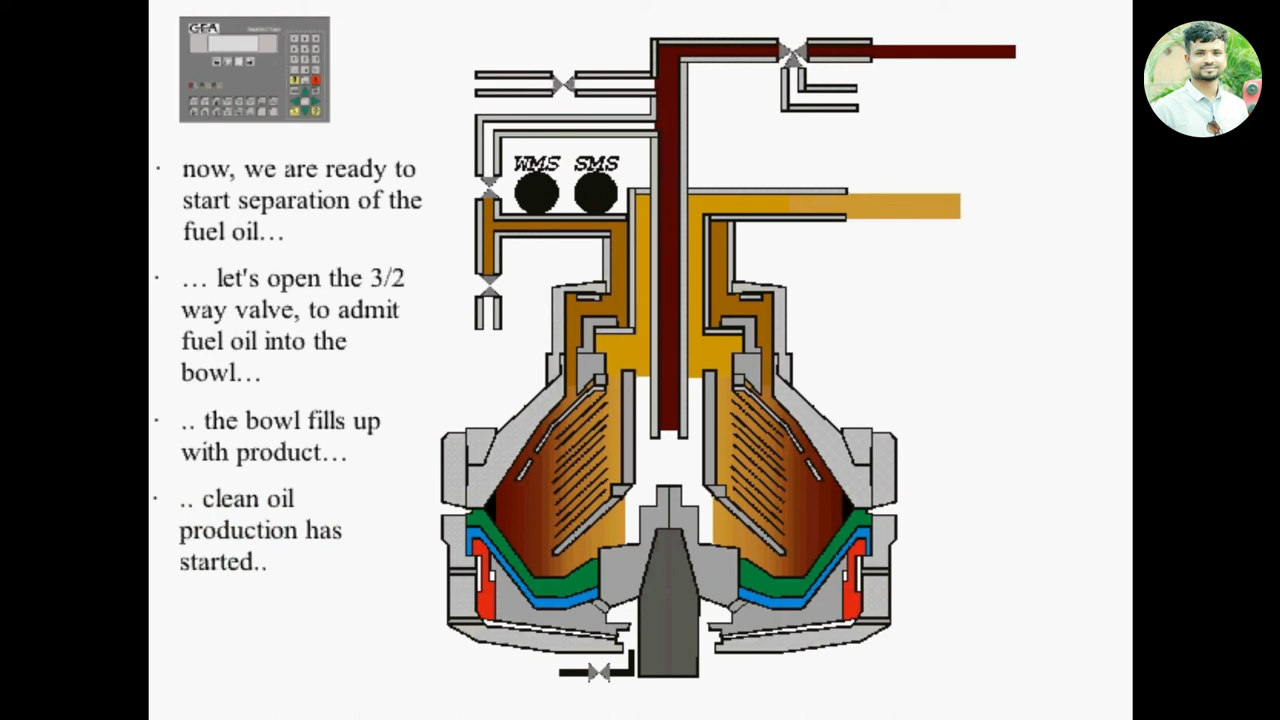 GEA
now, we are ready to
start separation of the
fuel oil…
… let's open the 3/2
way valve, to admit
fuel oil into the
bowl…
.. the bowl fills up
with product…
.. clean oil
production has
started..
WMS SMS